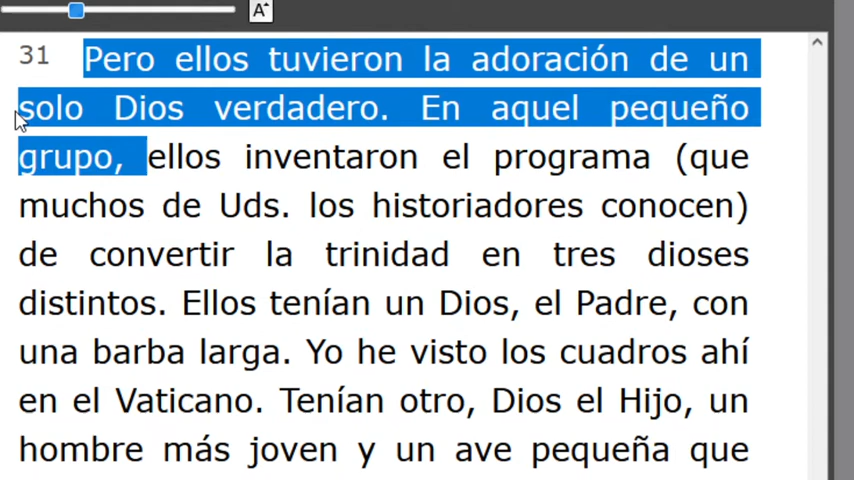 A
31 Pero ellos tuvieron la adoración de un
solo Dios verdadero. En aquel pequeño
grupo, ellos inventaron el programa (que
muchos de Uds. los historiadores conocen)
de convertir la trinidad en tres dioses
distintos. Ellos tenían un Dios, el Padre, con
una barba larga. Yo he visto los cuadros ahí
en el Vaticano. Tenían otro, Dios el Hijo, un
hombre más joven y un ave pequeña que